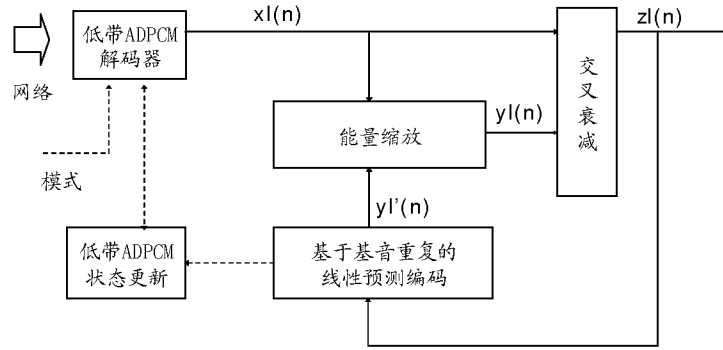 低带ADPCM
解码器
xl(n)
zl(n)
网络
交叉衰减
能量缩放
yl(n)
模式
yl'(n)
低带ADPCM
状态更新
基于基音重复的
线性预测编码